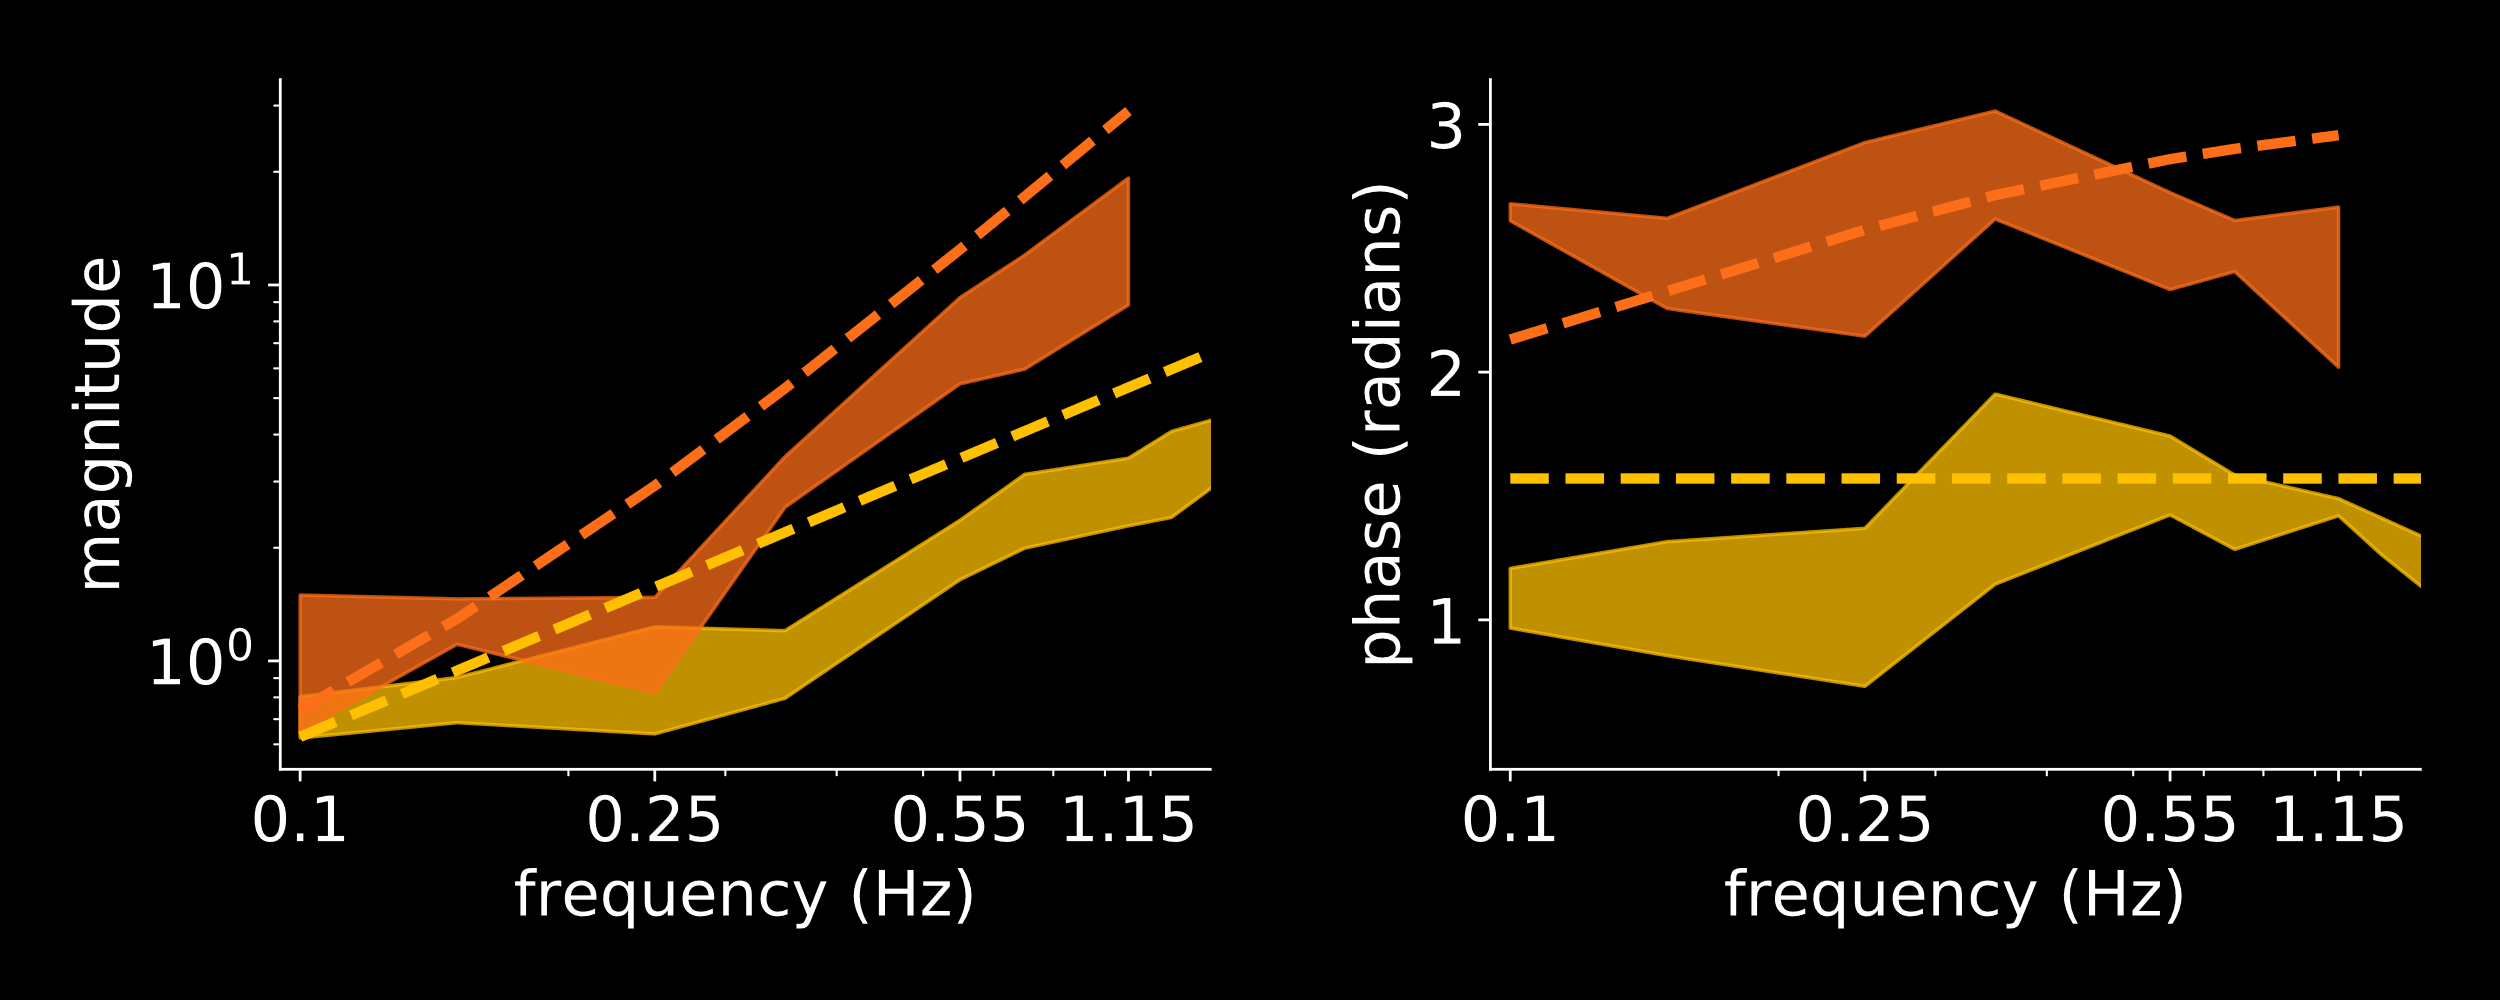 magnitude
10¹
10⁰
0.1 0.25 0.55 1.15
frequency (Hz)
phase (radians)
3
2
1
0.1 0.25 0.55 1.15
frequency (Hz)